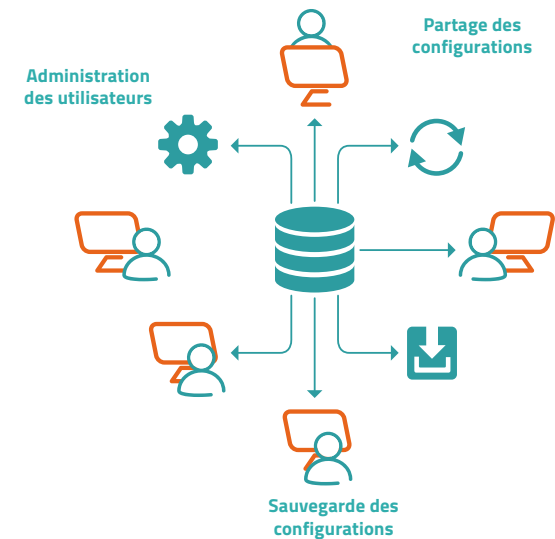 Partage des
configurations
Administration
des utilisateurs
Sauvegarde des
configurations